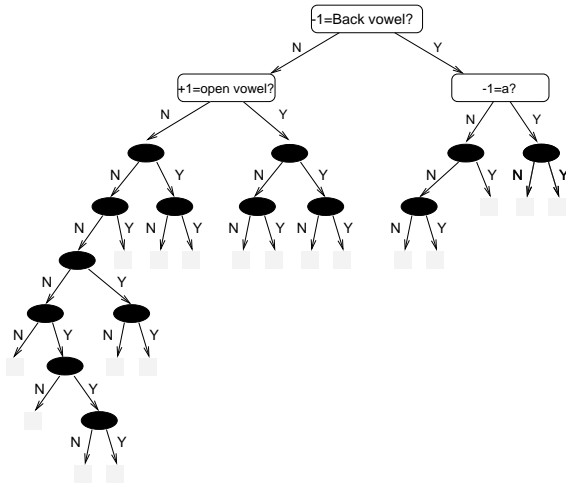 -1=Back vowel?
N Y
+1=open vowel?
-1=a?
N Y N Y
N Y N Y N Y N Y
N Y N Y N Y N Y N Y
N Y
N Y N Y
N Y
N Y